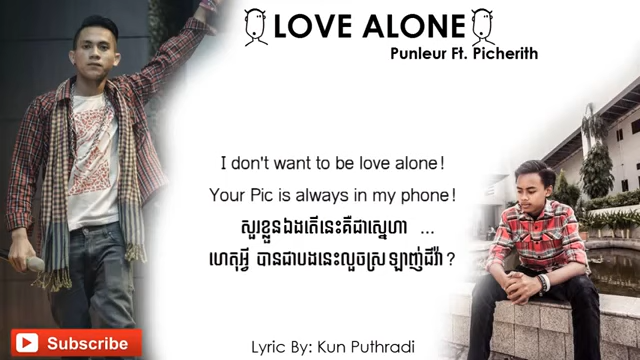 LOVE ALONE
Punleur Ft. Picherith
I don't want to be love alone!
Your Pic is always in my phone!
សួរខ្លួនឯងតើនេះគឺជាស្នេហា ...
ហេតុអ្វី បានជាបងនេះលួចស្រឡាញ់ដីវ៉ា ?
Subscribe
Lyric By: Kun Puthradi